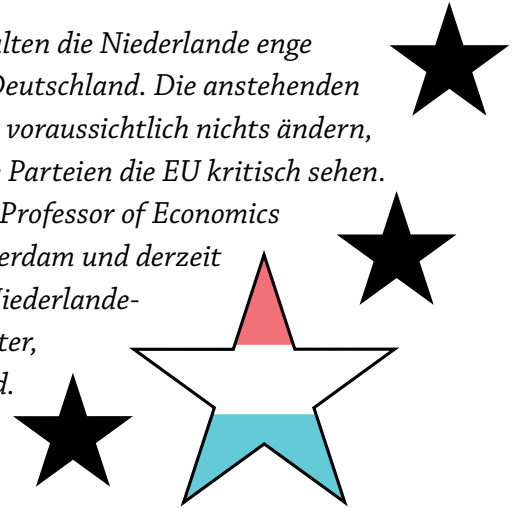 lten die Niederlande enge
Deutschland. Die anstehenden
voraussichtlich nichts ändern,
Parteien die EU kritisch sehen.
Professor of Economics
erdam und derzeit
Niederlande-
ter,
d.